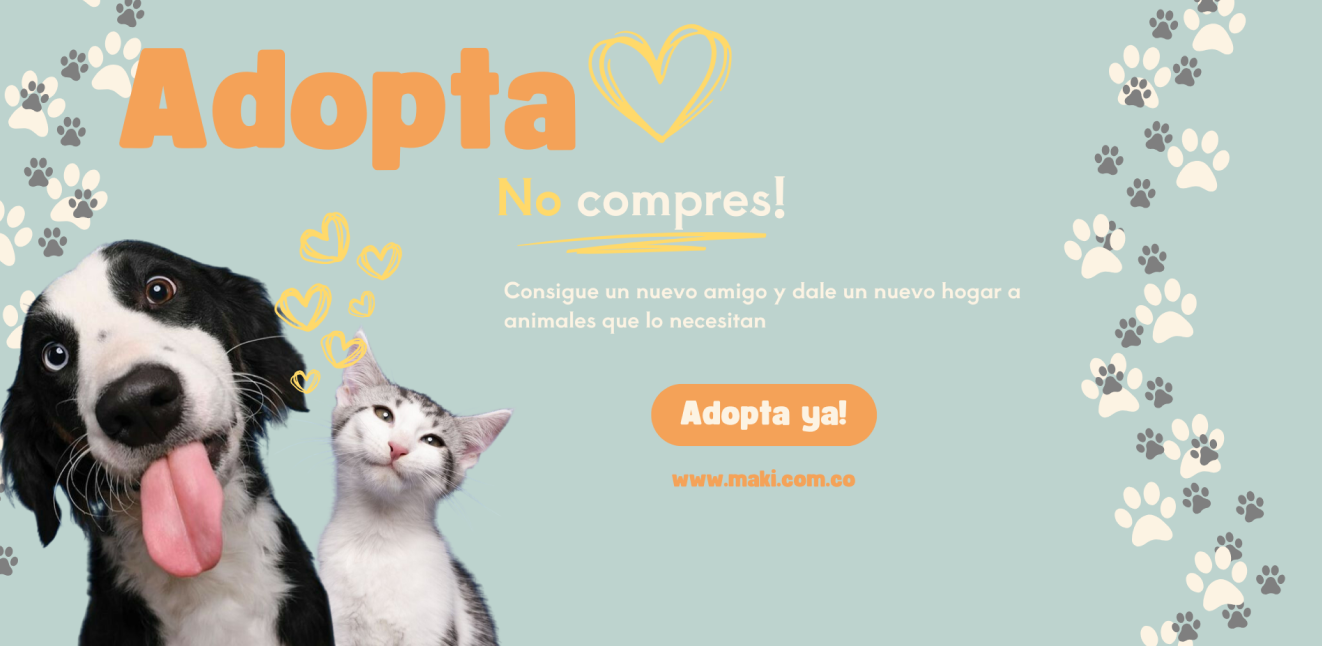 Adopta
No compres!
Consigue un nuevo amigo y dale un nuevo hogar a
animales que lo necesitan
Adopta ya!
www.maki.com.co